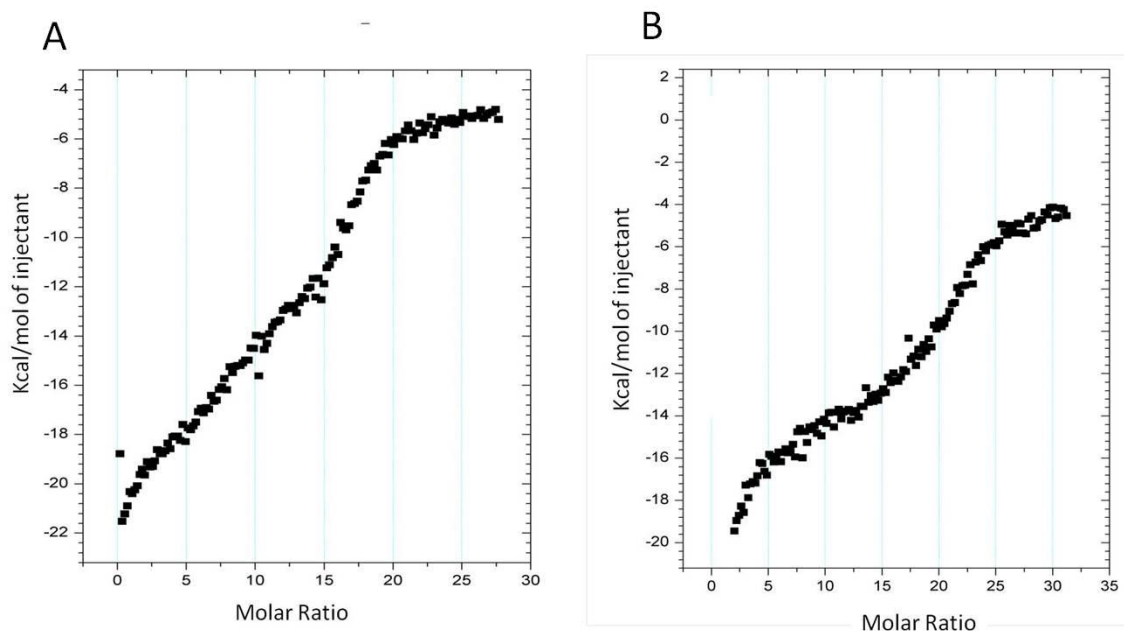 A
-4
-6
-8
-10
-12
-14
-16
-18
-20
-22
Kcal/mol of injectant
0 5 10 15 20 25 30
Molar Ratio
B
2
0
-2
-4
-6
-8
-10
-12
-14
-16
-18
-20
Kcal/mol of injectant
0 5 10 15 20 25 30 35
Molar Ratio